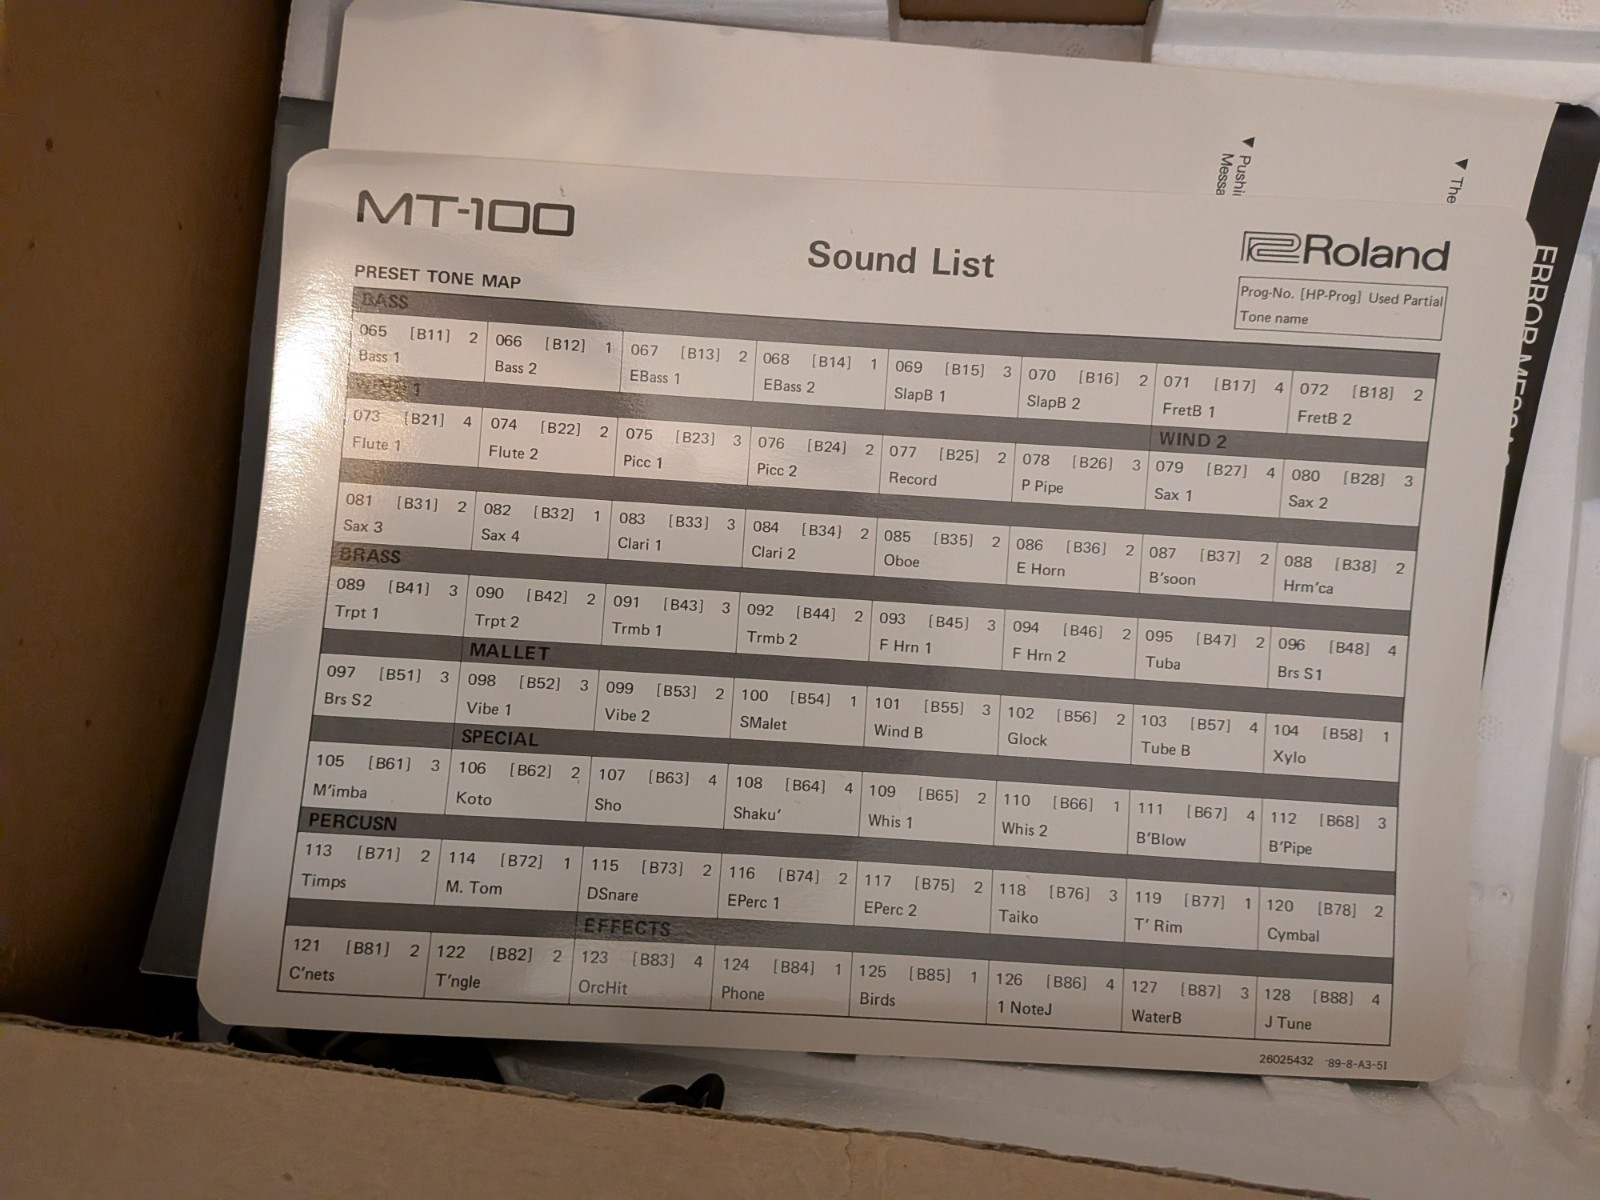 ▼ Pushi
Messa
▼ The
MT-100
Sound List
Roland
Prog-No. [HP-Prog] Used Partial
Tone name
PRESET TONE MAP
BASS
065 [B11] 2 066 [B12] 1 067 [B13] 2 068 [B14] 1 069 [B15] 3 070 [B16] 2 071 [B17] 4 072 [B18] 2
Bass 1 Bass 2 EBass 1 EBass 2 SlapB 1 SlapB 2 FretB 1 FretB 2
WIND 1 WIND 2
073 [B21] 4 074 [B22] 2 075 [B23] 3 076 [B24] 2 077 [B25] 2 078 [B26] 3 079 [B27] 4 080 [B28] 3
Flute 1 Flute 2 Picc 1 Picc 2 Record P Pipe Sax 1 Sax 2
081 [B31] 2 082 [B32] 1 083 [B33] 3 084 [B34] 2 085 [B35] 2 086 [B36] 2 087 [B37] 2 088 [B38] 2
Sax 3 Sax 4 Clari 1 Clari 2 Oboe E Horn B'soon Hrm'ca
BRASS
089 [B41] 3 090 [B42] 2 091 [B43] 3 092 [B44] 2 093 [B45] 3 094 [B46] 2 095 [B47] 2 096 [B48] 4
Trpt 1 Trpt 2 Trmb 1 Trmb 2 F Hrn 1 F Hrn 2 Tuba Brs S1
MALLET
097 [B51] 3 098 [B52] 3 099 [B53] 2 100 [B54] 1 101 [B55] 3 102 [B56] 2 103 [B57] 4 104 [B58] 1
Brs S2 Vibe 1 Vibe 2 SMalet Wind B Glock Tube B Xylo
SPECIAL
105 [B61] 3 106 [B62] 2 107 [B63] 4 108 [B64] 4 109 [B65] 2 110 [B66] 1 111 [B67] 4 112 [B68] 3
M'imba Koto Sho Shaku' Whis 1 Whis 2 B'Blow B'Pipe
PERCUSN
113 [B71] 2 114 [B72] 1 115 [B73] 2 116 [B74] 2 117 [B75] 2 118 [B76] 3 119 [B77] 1 120 [B78] 2
Timps M. Tom DSnare EPerc 1 EPerc 2 Taiko T' Rim Cymbal
EFFECTS
121 [B81] 2 122 [B82] 2 123 [B83] 4 124 [B84] 1 125 [B85] 1 126 [B86] 4 127 [B87] 3 128 [B88] 4
C'nets T'ngle OrcHit Phone Birds 1 NoteJ WaterB J Tune
26025432 '89-8-A3-51
ERROR